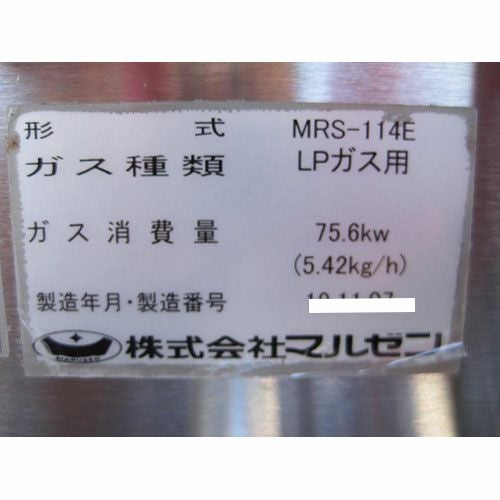 形式 MRS-114E
ガス種類 LPガス用
ガス消費量 75.6kw
(5.42kg/h)
製造年月・製造番号
株式会社マルゼン